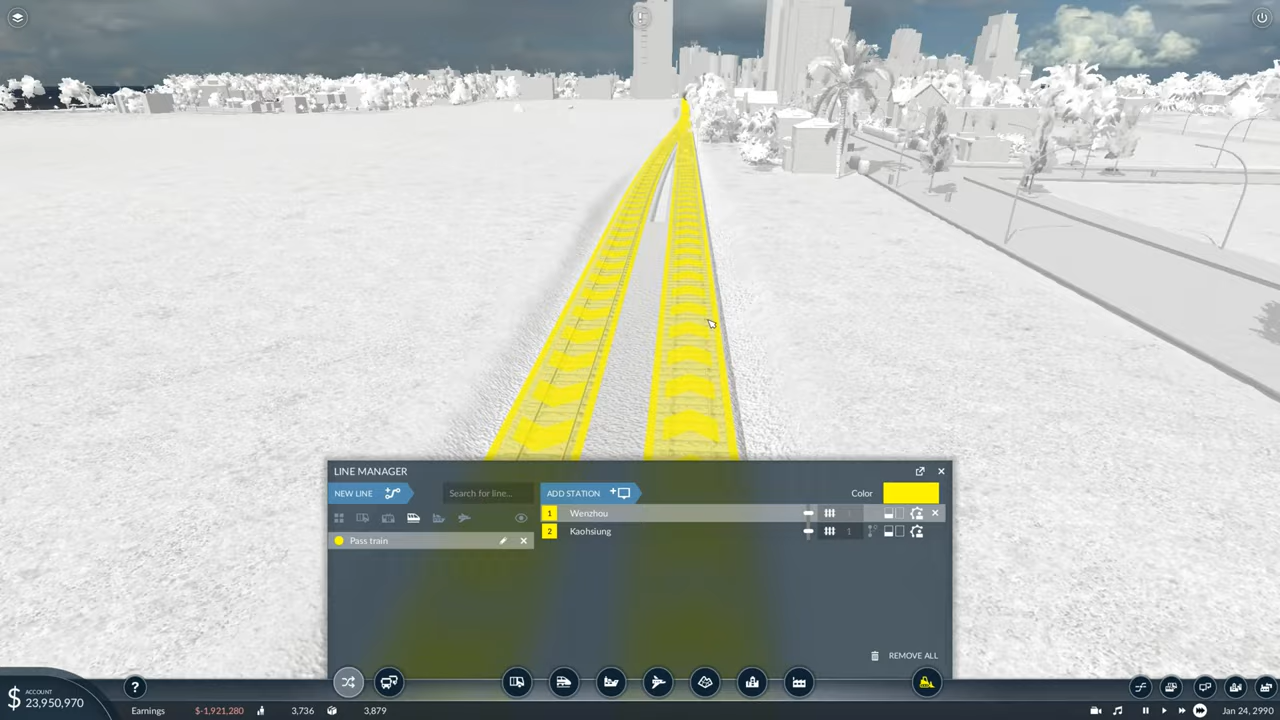 LINE MANAGER
NEW LINE
Search for line...
ADD STATION
Color
1 Wenzhou 1
2 Kaohsiung 1
Pass train
REMOVE ALL
?
$ ACCOUNT
23,950,970
Earnings $-1,921,280 3,736 3,879 Jan 24, 2990